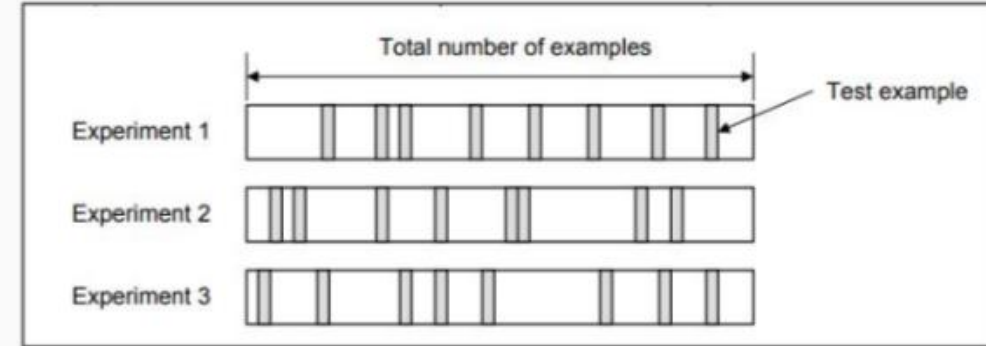 Total number of examples
Test example
Experiment 1
Experiment 2
Experiment 3